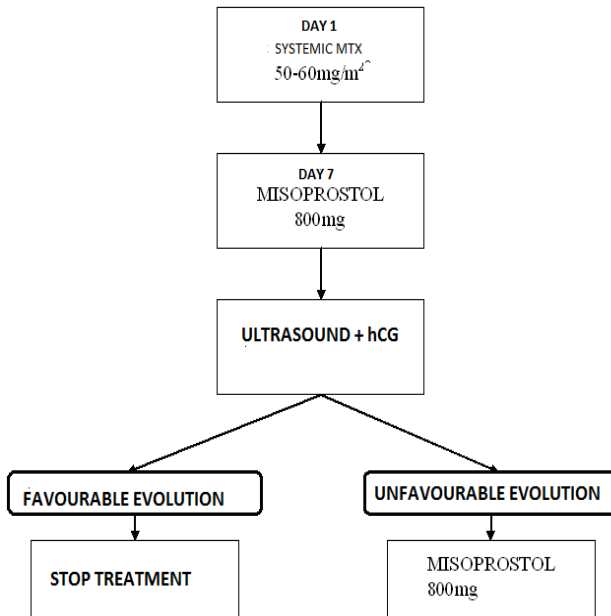 DAY 1
SYSTEMIC MTX
50-60mg/m²
DAY 7
MISOPROSTOL
800mg
ULTRASOUND + hCG
FAVOURABLE EVOLUTION
UNFAVOURABLE EVOLUTION
STOP TREATMENT
MISOPROSTOL
800mg